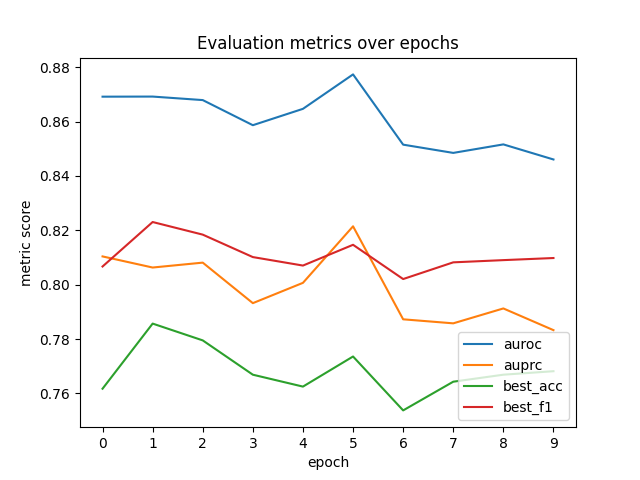 Evaluation metrics over epochs
metric score
0.88
0.86
0.84
0.82
0.80
0.78
0.76
auroc
auprc
best_acc
best_f1
0 1 2 3 4 5 6 7 8 9
epoch